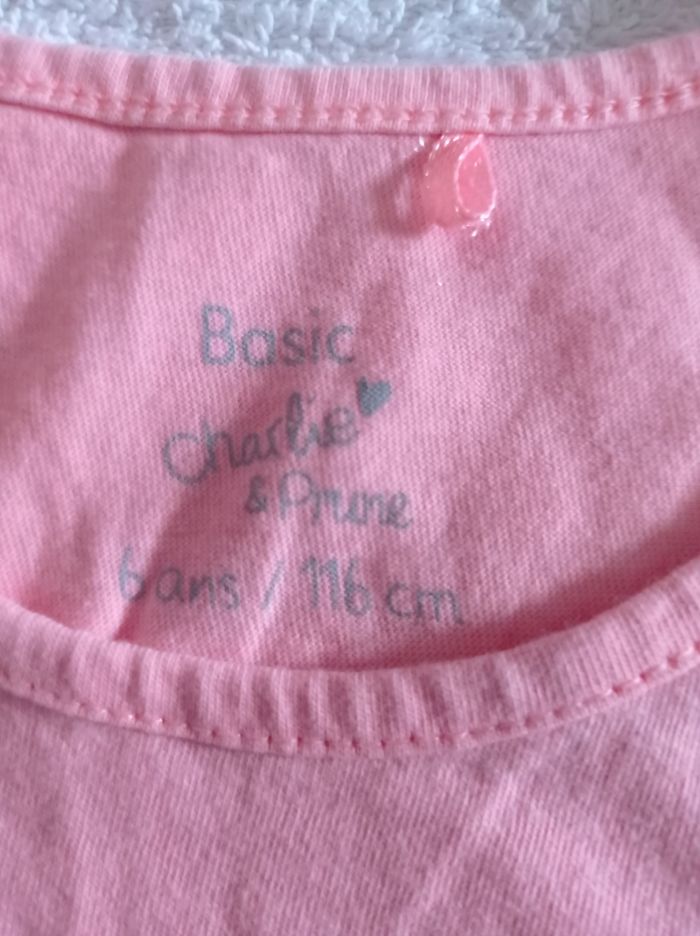 Basic
Charlie
& Prune
6 ans / 116 cm